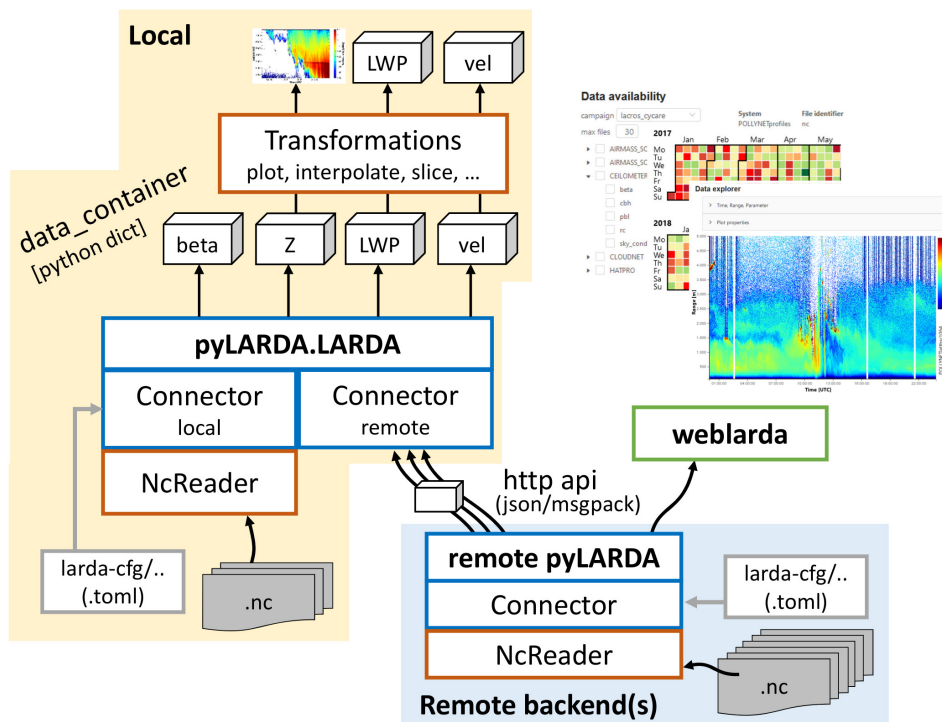 Local
LWP
vel
Transformations
plot, interpolate, slice, ...
data_container
[python dict]
beta
Z
LWP
vel
pyLARDA.LARDA
Connector
local
Connector
remote
NcReader
larda-cfg/..
(.toml)
.nc
http api
(json/msgpack)
weblarda
remote pyLARDA
Connector
NcReader
larda-cfg/..
(.toml)
.nc
Remote backend(s)
Data availability
campaign lacros_cycare
System
POLLYNETprofiles
File identifier
nc
max files 30
2017
Jan Feb Mar Apr May
Mo
Tu
We
Th
Fr
Sa
Su
AIRMASS_SC
AIRMASS_SC
CEILOMETER
beta
cbh
pbl
rc
sky_cond
CLOUDNET
HATPRO
2018
Ja
Mo
Tu
We
Th
Fr
Sa
Su
Data explorer
Time, Range, Parameter
Plot properties
Range [m]
Time [UTC]